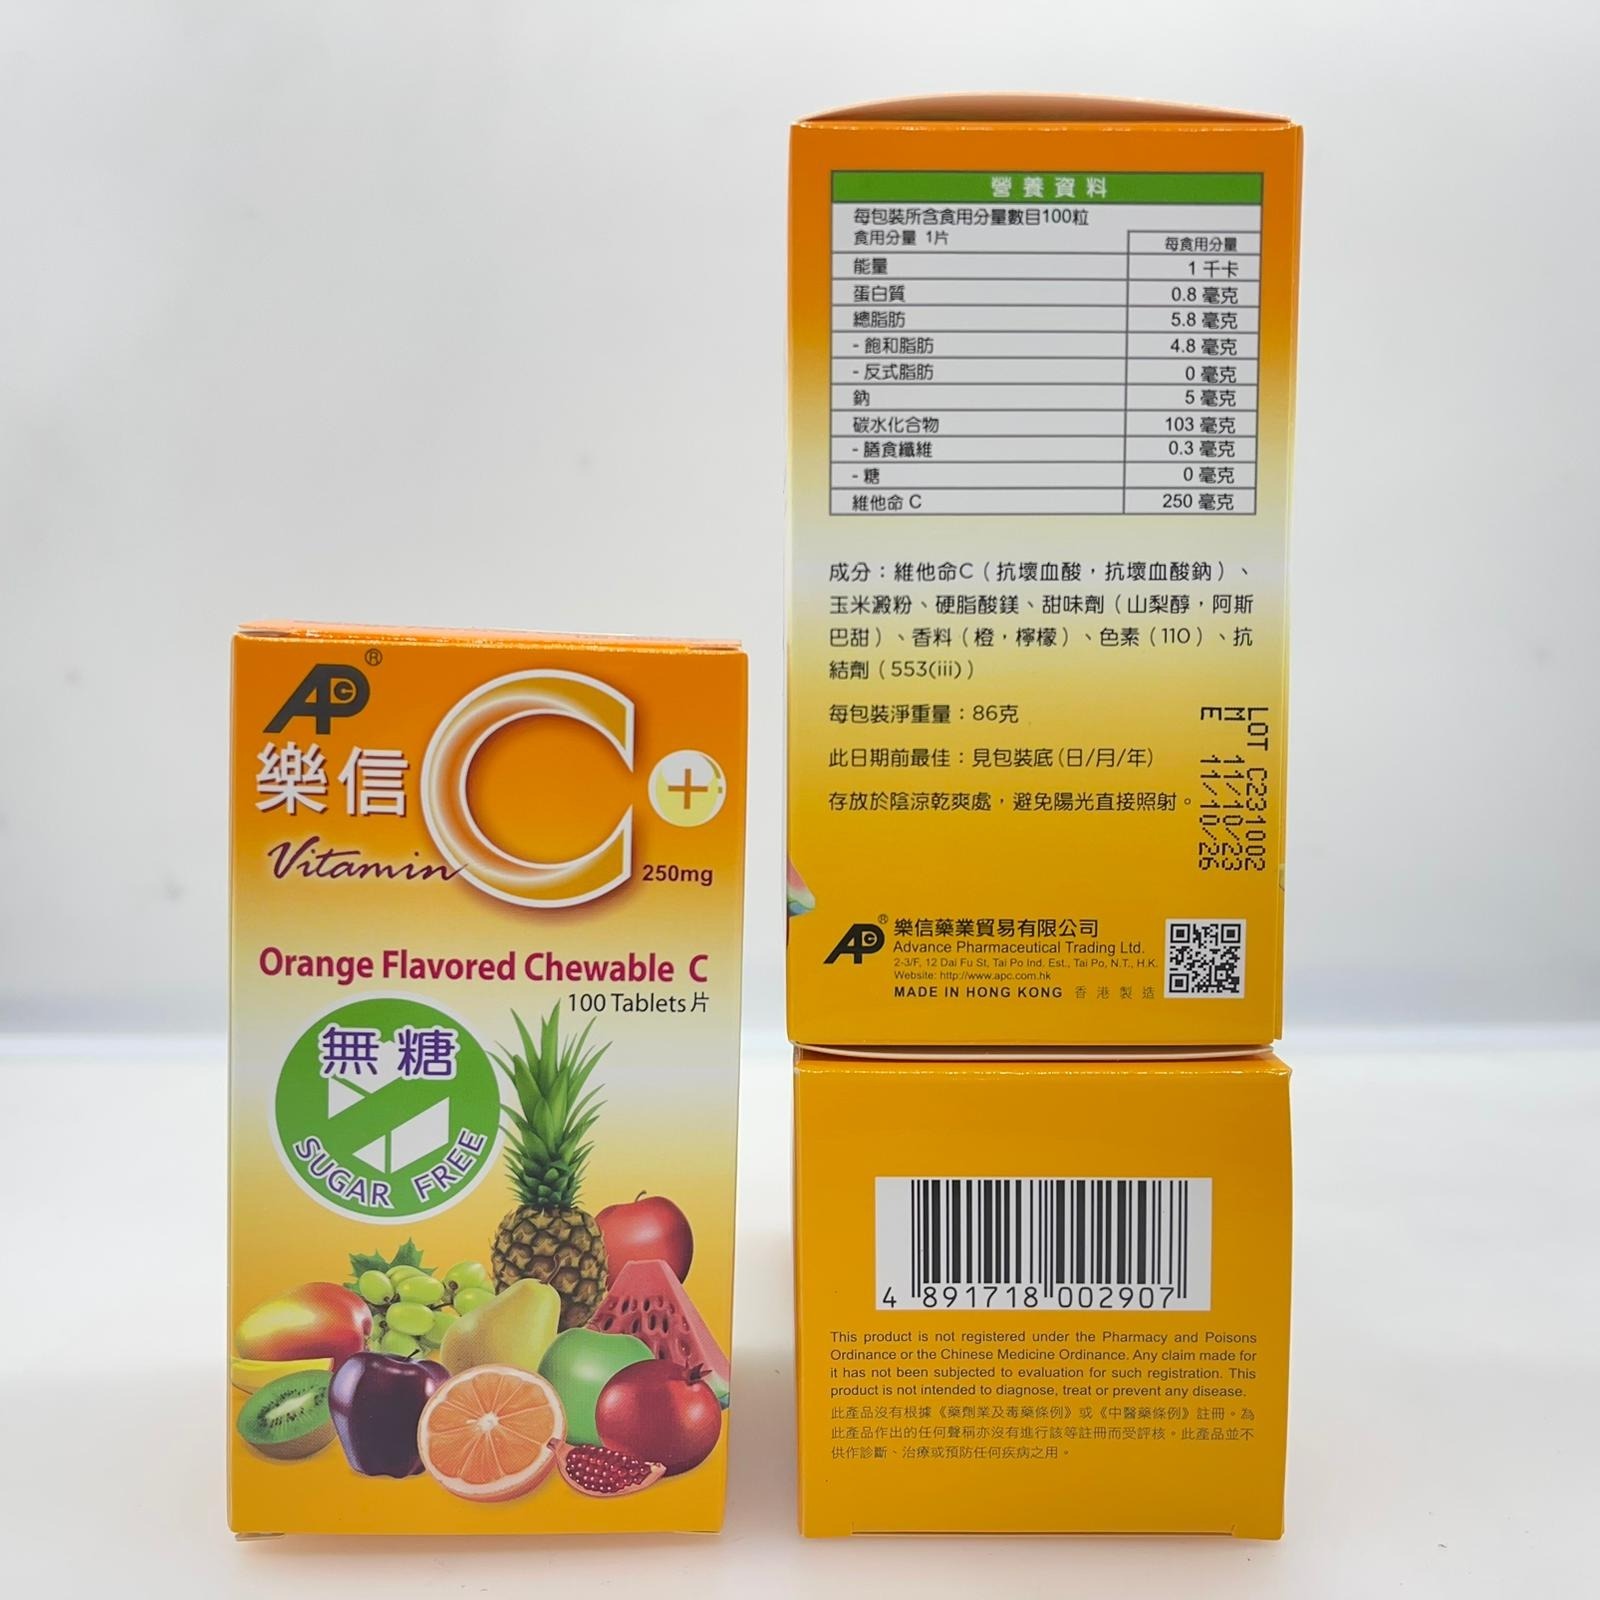 APC®
樂信
Vitamin C +
250mg
Orange Flavored Chewable C
100 Tablets片
無糖
SUGAR FREE
營養資料
每包裝所含食用分量數目100粒
食用分量 1片
每食用分量
能量 1 千卡
蛋白質 0.8 毫克
總脂肪 5.8 毫克
- 飽和脂肪 4.8 毫克
- 反式脂肪 0 毫克
鈉 5 毫克
碳水化合物 103 毫克
- 膳食纖維 0.3 毫克
- 糖 0 毫克
維他命 C 250 毫克
成分：維他命C（抗壞血酸，抗壞血酸鈉）、
玉米澱粉、硬脂酸鎂、甜味劑（山梨醇，阿斯
巴甜）、香料（橙，檸檬）、色素（110）、抗
結劑（553(iii)）
每包裝淨重量：86克
此日期前最佳：見包裝底(日/月/年)
存放於陰涼乾爽處，避免陽光直接照射。
LOT C231002
M 11/10/23
E 11/10/26
APC®
樂信藥業貿易有限公司
Advance Pharmaceutical Trading Ltd.
2-3/F, 12 Dai Fu St, Tai Po Ind. Est., Tai Po, N.T., H.K.
Website: http://www.apc.com.hk
MADE IN HONG KONG 香港製造
4 891718 002907
This product is not registered under the Pharmacy and Poisons
Ordinance or the Chinese Medicine Ordinance. Any claim made for
it has not been subjected to evaluation for such registration. This
product is not intended to diagnose, treat or prevent any disease.
此產品沒有根據《藥劑業及毒藥條例》或《中醫藥條例》註冊。為
此產品作出的任何聲稱亦沒有進行該等註冊而受評核。此產品並不
供作診斷、治療或預防任何疾病之用。